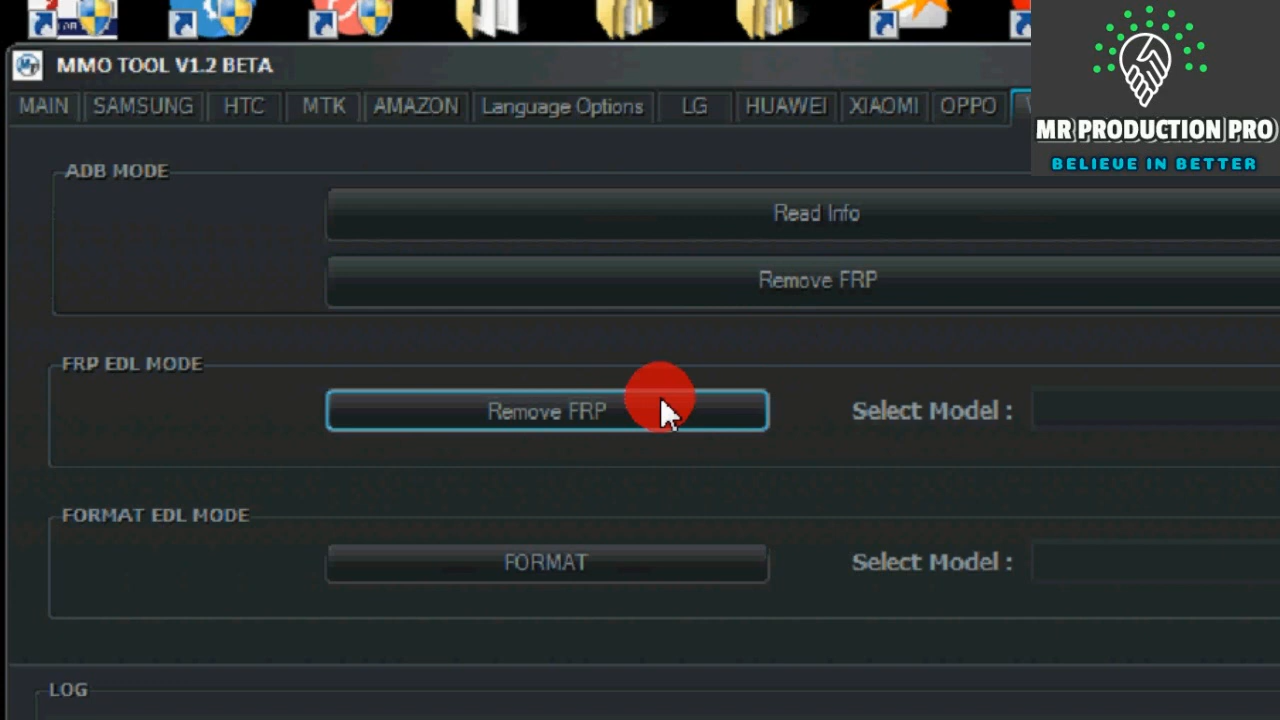 MMO TOOL V1.2 BETA
MAIN SAMSUNG HTC MTK AMAZON Language Options LG HUAWEI XIAOMI OPPO
MR PRODUCTION PRO
BELIEUE IN BETTER
ADB MODE
Read Info
Remove FRP
FRP EDL MODE
Remove FRP Select Model :
FORMAT EDL MODE
FORMAT Select Model :
LOG